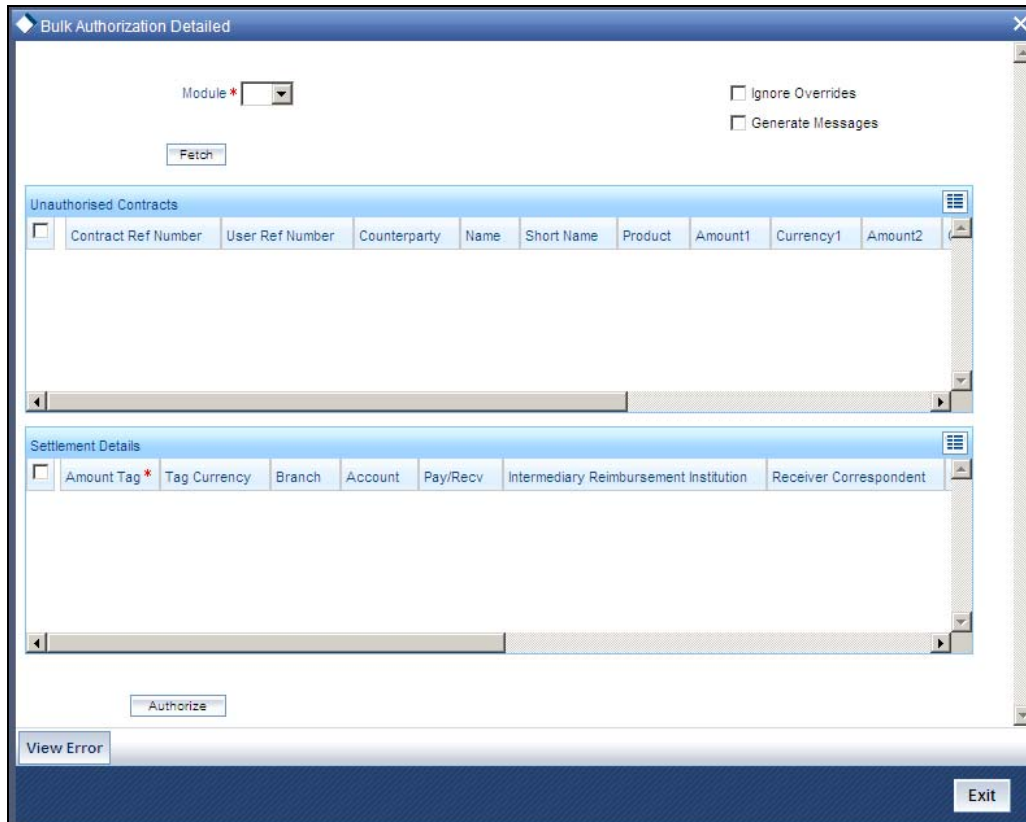 Bulk Authorization Detailed
Module *
Ignore Overrides
Generate Messages
Fetch
Unauthorised Contracts
Contract Ref Number User Ref Number Counterparty Name Short Name Product Amount1 Currency1 Amount2
Settlement Details
Amount Tag * Tag Currency Branch Account Pay/Recv Intermediary Reimbursement Institution Receiver Correspondent
Authorize
View Error
Exit